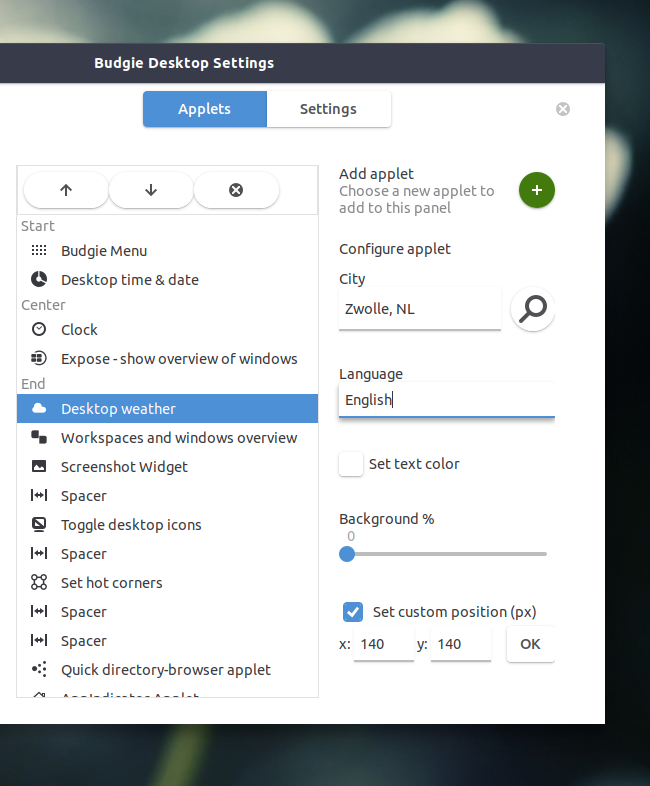 Budgie Desktop Settings
Applets
Settings
Start
Budgie Menu
Desktop time & date
Center
Clock
Expose - show overview of windows
End
Desktop weather
Workspaces and windows overview
Screenshot Widget
Spacer
Toggle desktop icons
Spacer
Set hot corners
Spacer
Spacer
Quick directory-browser applet
AppIndicator Applet
Add applet
Choose a new applet to
add to this panel
Configure applet
City
Zwolle, NL
Language
English
Set text color
Background %
0
Set custom position (px)
x: 140 y: 140 OK